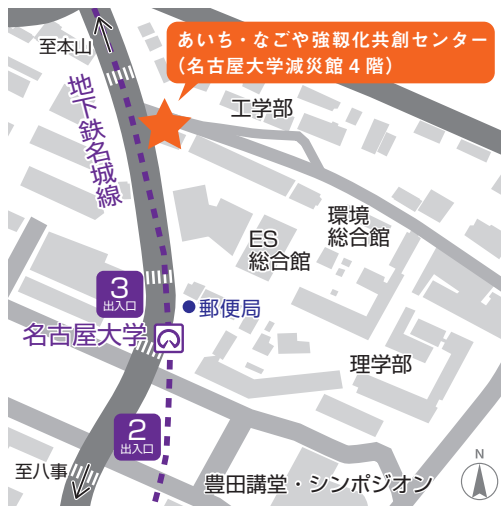 至本山
あいち・なごや強靱化共創センター
(名古屋大学減災館4階)
地下鉄名城線
工学部
環境
総合館
ES
総合館
3
出入口
郵便局
名古屋大学
理学部
2
出入口
至八事
豊田講堂・シンポジオン
N